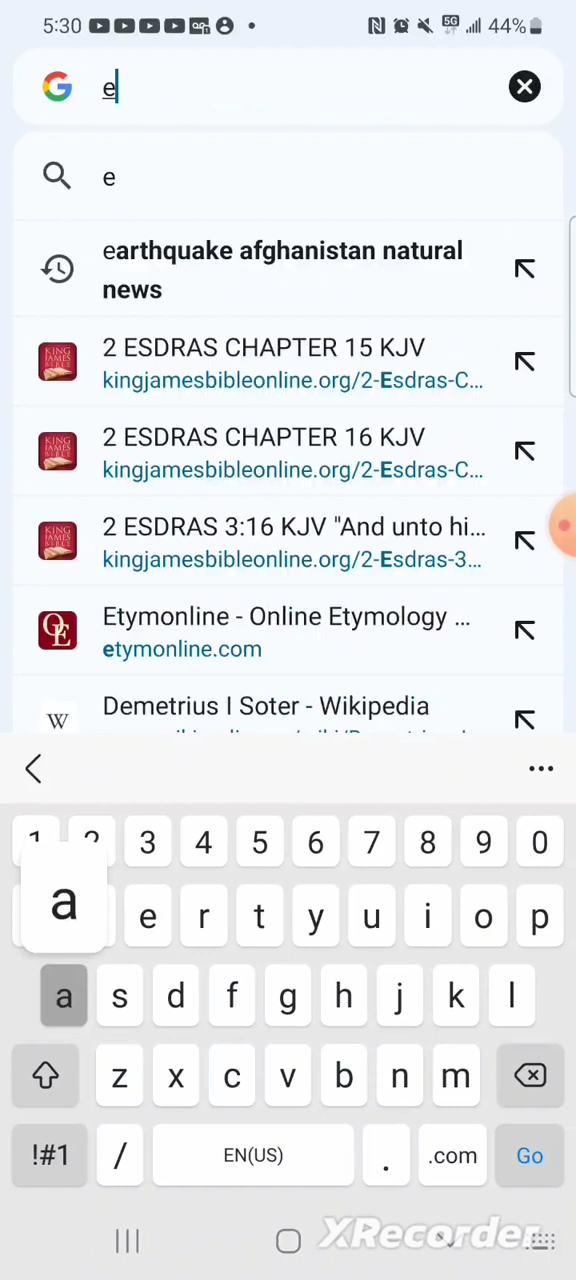 5:30 5G 44%
e
e
earthquake afghanistan natural
news
2 ESDRAS CHAPTER 15 KJV
kingjamesbibleonline.org/2-Esdras-C...
2 ESDRAS CHAPTER 16 KJV
kingjamesbibleonline.org/2-Esdras-C...
2 ESDRAS 3:16 KJV "And unto hi...
kingjamesbibleonline.org/2-Esdras-3...
Etymonline - Online Etymology ...
etymonline.com
Demetrius I Soter - Wikipedia
1 2 3 4 5 6 7 8 9 0
a e r t y u i o p
a s d f g h j k l
z x c v b n m
!#1 / EN(US) . .com Go
XRecorder